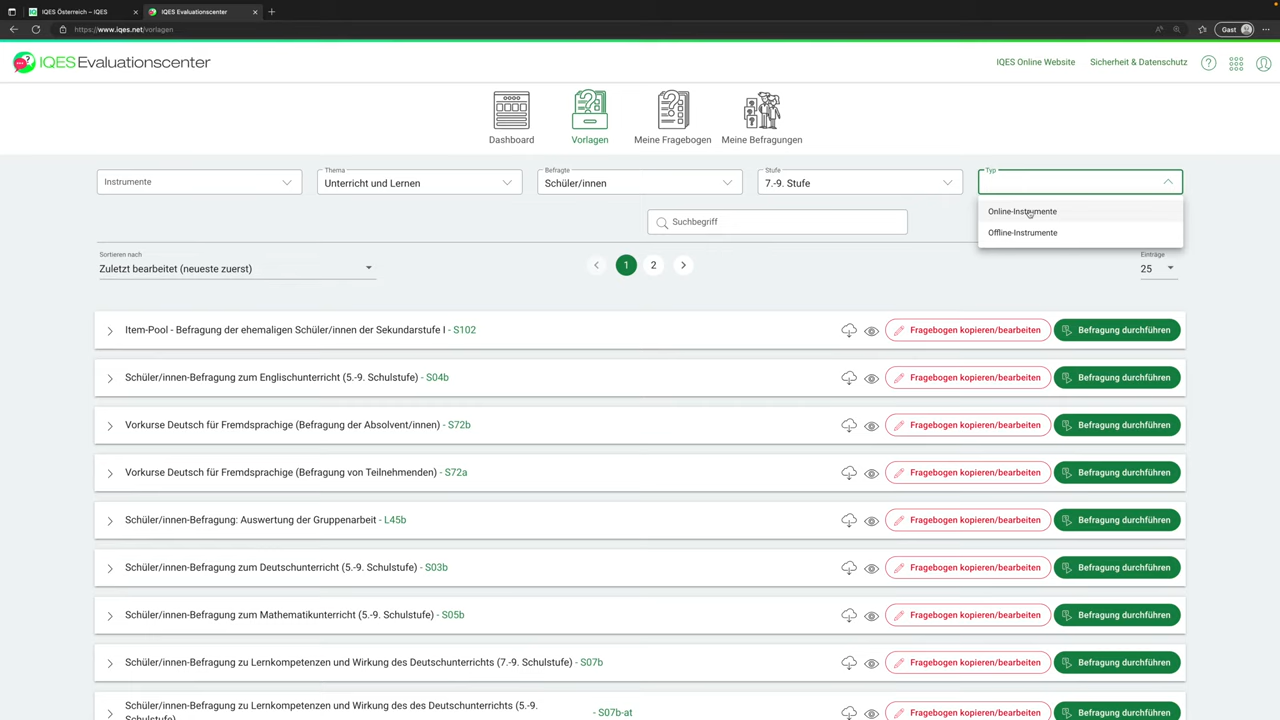 IQES Österreich – IQES
IQES Evaluationscenter
https://www.iqes.net/vorlagen
Gast
IQES Evaluationscenter
IQES Online Website
Sicherheit & Datenschutz
Dashboard
Vorlagen
Meine Fragebogen
Meine Befragungen
Instrumente
Thema
Unterricht und Lernen
Befragte
Schüler/innen
Stufe
7.-9. Stufe
Typ
Online-Instrumente
Offline-Instrumente
Suchbegriff
Sortieren nach
Zuletzt bearbeitet (neueste zuerst)
1
2
Einträge
25
Item-Pool - Befragung der ehemaligen Schüler/innen der Sekundarstufe I - S102
Fragebogen kopieren/bearbeiten
Befragung durchführen
Schüler/innen-Befragung zum Englischunterricht (5.-9. Schulstufe) - S04b
Fragebogen kopieren/bearbeiten
Befragung durchführen
Vorkurse Deutsch für Fremdsprachige (Befragung der Absolvent/innen) - S72b
Fragebogen kopieren/bearbeiten
Befragung durchführen
Vorkurse Deutsch für Fremdsprachige (Befragung von Teilnehmenden) - S72a
Fragebogen kopieren/bearbeiten
Befragung durchführen
Schüler/innen-Befragung: Auswertung der Gruppenarbeit - L45b
Fragebogen kopieren/bearbeiten
Befragung durchführen
Schüler/innen-Befragung zum Deutschunterricht (5.-9. Schulstufe) - S03b
Fragebogen kopieren/bearbeiten
Befragung durchführen
Schüler/innen-Befragung zum Mathematikunterricht (5.-9. Schulstufe) - S05b
Fragebogen kopieren/bearbeiten
Befragung durchführen
Schüler/innen-Befragung zu Lernkompetenzen und Wirkung des Deutschunterrichts (7.-9. Schulstufe) - S07b
Fragebogen kopieren/bearbeiten
Befragung durchführen
Schüler/innen-Befragung zu Lernkompetenzen und Wirkung des des Deutschunterrichts (5.-9.
Schulstufe) - S07b-at
Fragebogen kopieren/bearbeiten
Befragung durchführen